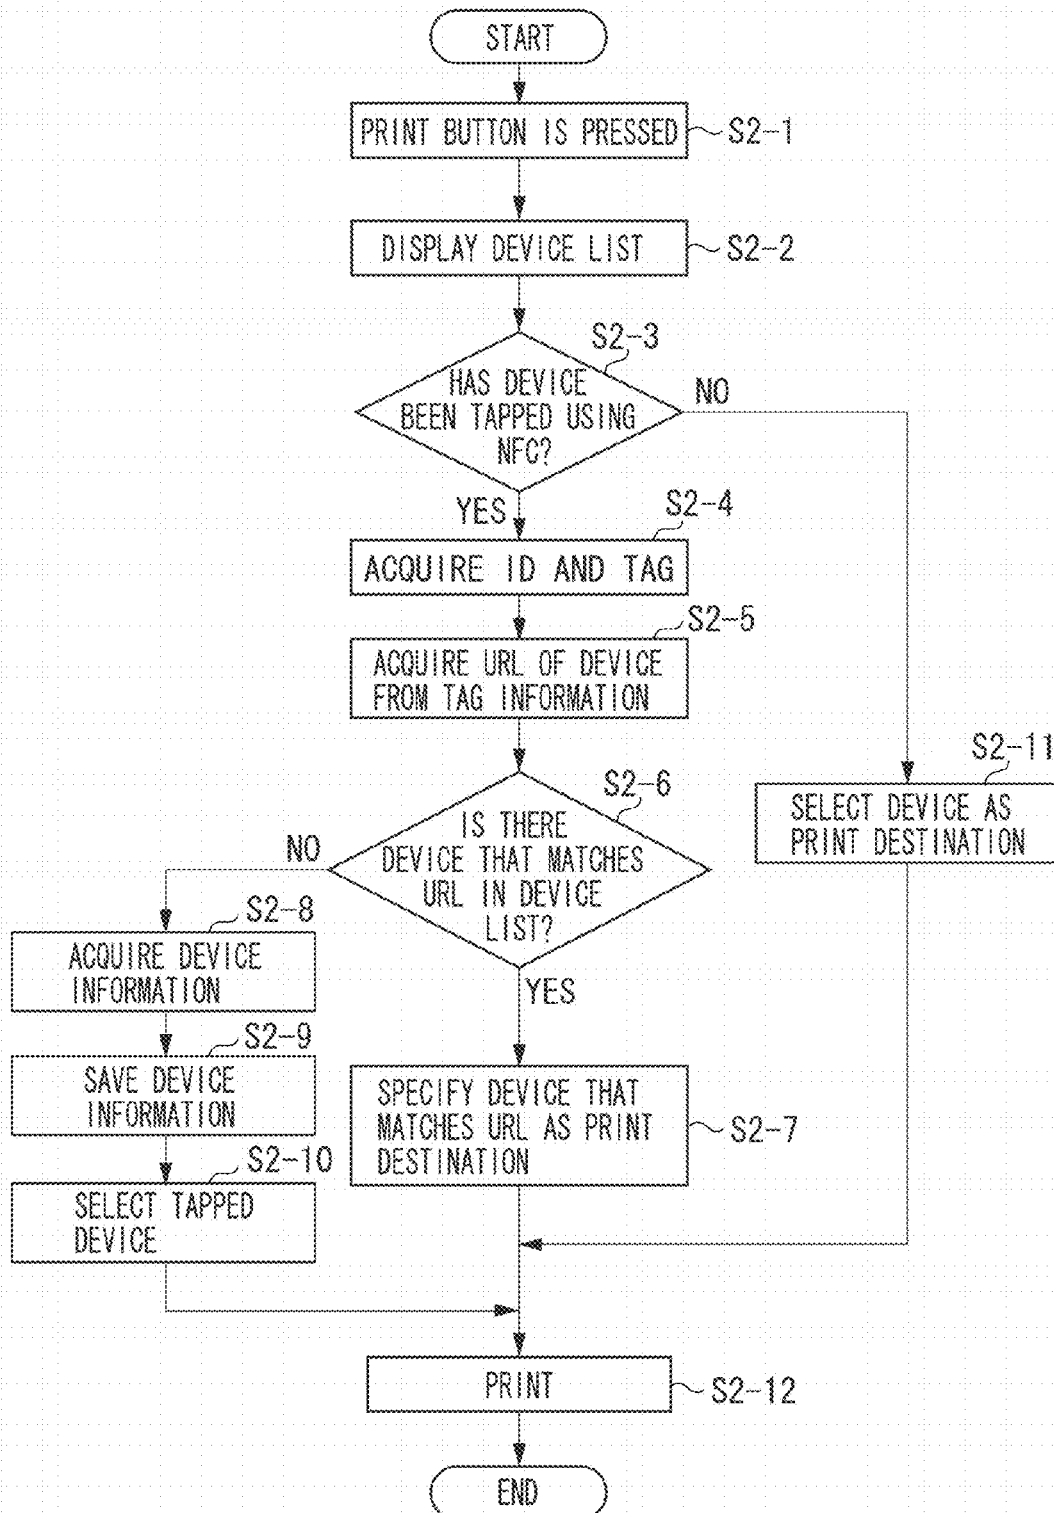 START
PRINT BUTTON IS PRESSED
S2-1
DISPLAY DEVICE LIST
S2-2
S2-3
HAS DEVICE
BEEN TAPPED USING
NFC?
NO
YES
S2-4
ACQUIRE ID AND TAG
S2-5
ACQUIRE URL OF DEVICE
FROM TAG INFORMATION
S2-6
IS THERE
DEVICE THAT MATCHES
URL IN DEVICE
LIST?
NO
YES
S2-11
SELECT DEVICE AS
PRINT DESTINATION
S2-8
ACQUIRE DEVICE
INFORMATION
S2-9
SAVE DEVICE
INFORMATION
S2-10
SELECT TAPPED
DEVICE
SPECIFY DEVICE THAT
MATCHES URL AS PRINT
DESTINATION
S2-7
PRINT
S2-12
END